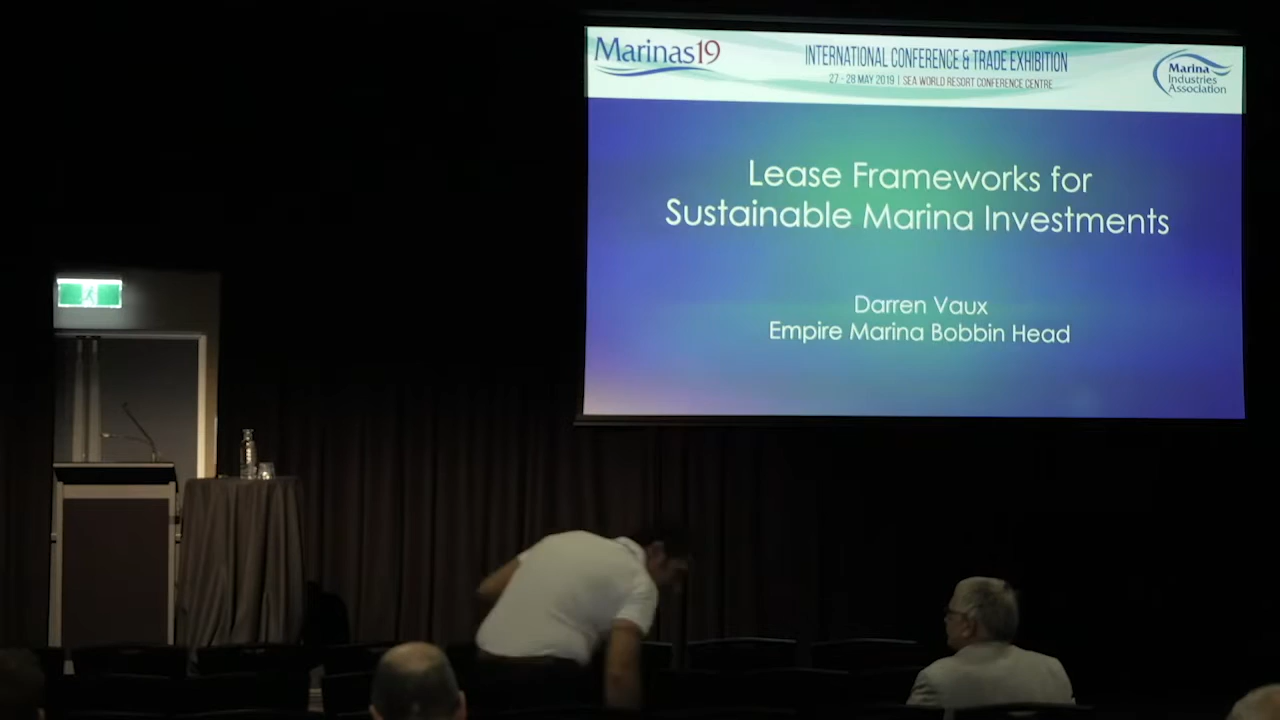 Marinas19
INTERNATIONAL CONFERENCE & TRADE EXHIBITION
27 - 28 MAY 2019 | SEA WORLD RESORT CONFERENCE CENTRE
Marina
Industries
Association
Lease Frameworks for
Sustainable Marina Investments
Darren Vaux
Empire Marina Bobbin Head